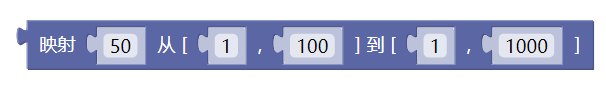 映射 50 从 [ 1 , 100 ] 到 [ 1 , 1000 ]